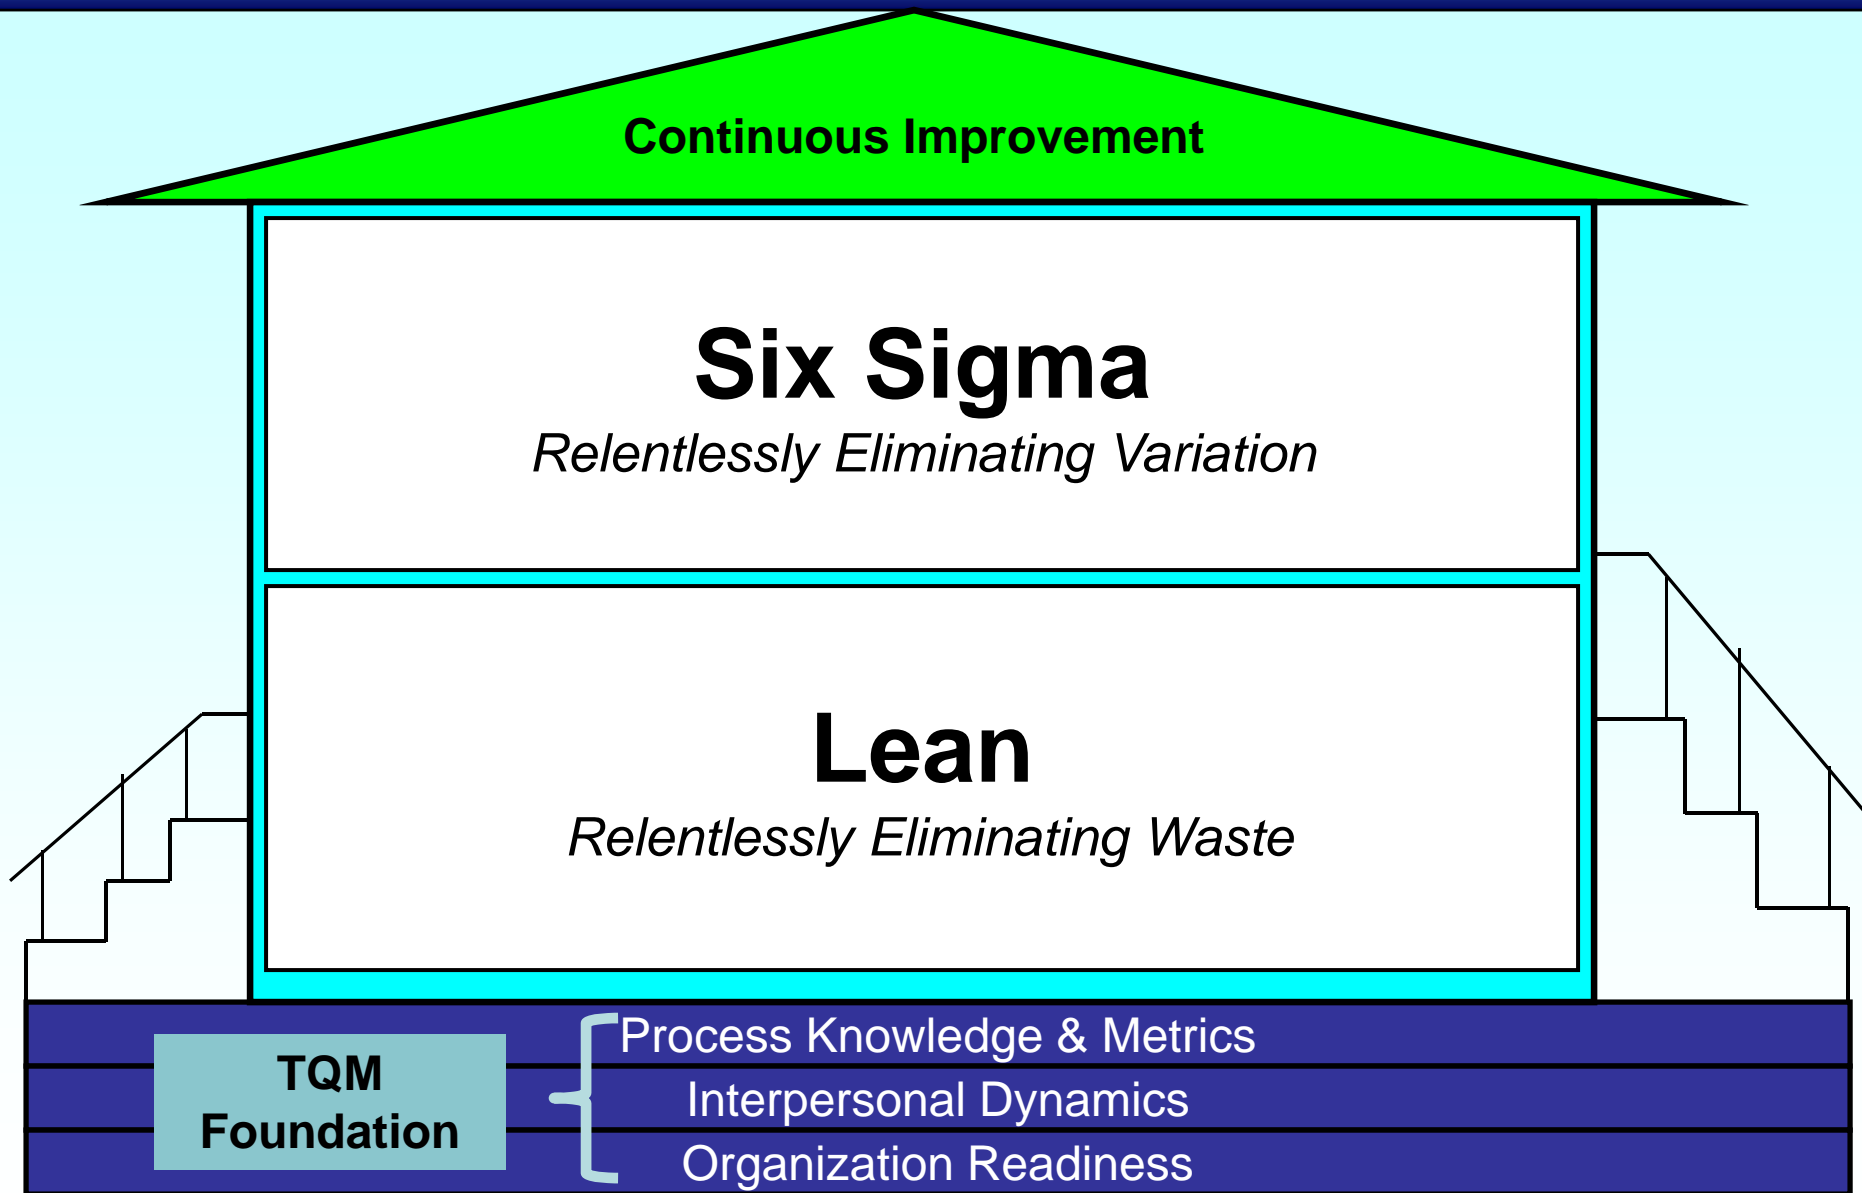 Continuous Improvement
Six Sigma
Relentlessly Eliminating Variation
Lean
Relentlessly Eliminating Waste
TQM
Foundation
Process Knowledge & Metrics
Interpersonal Dynamics
Organization Readiness